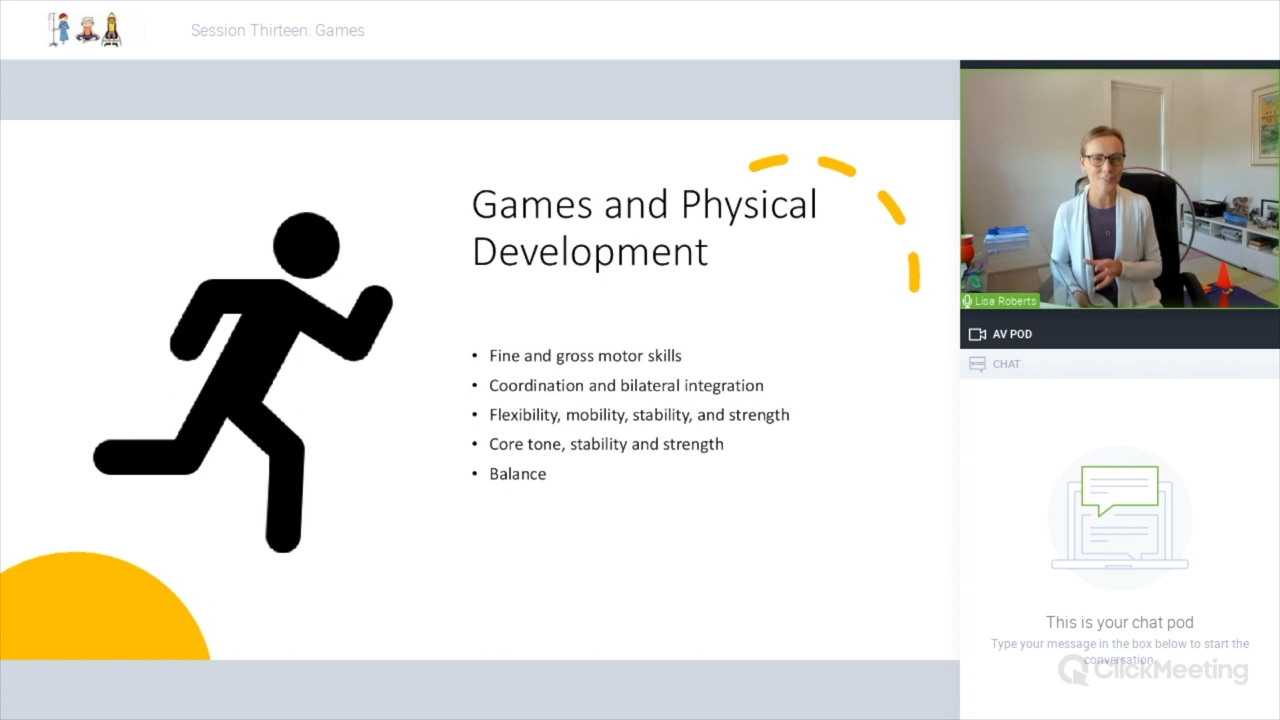 Session Thirteen: Games
Games and Physical
Development
• Fine and gross motor skills
• Coordination and bilateral integration
• Flexibility, mobility, stability, and strength
• Core tone, stability and strength
• Balance
Lisa Roberts
AV POD
CHAT
This is your chat pod
Type your message in the box below to start the
conversation.
ClickMeeting